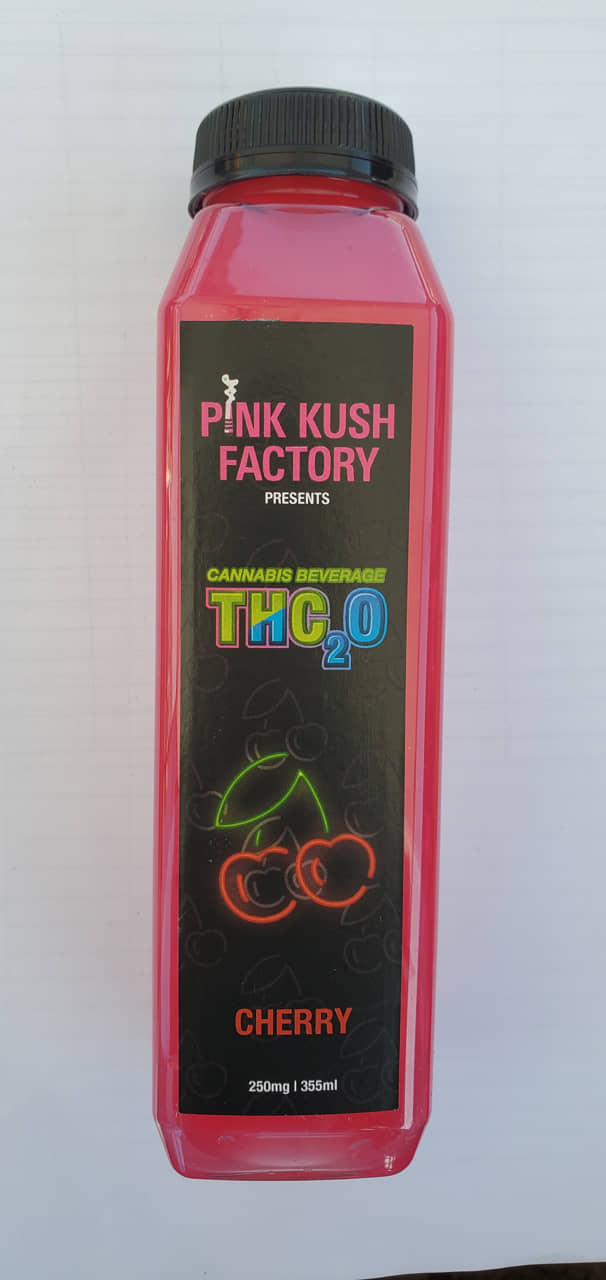 PINK KUSH
FACTORY
PRESENTS
CANNABIS BEVERAGE
THC2O
CHERRY
250mg | 355ml